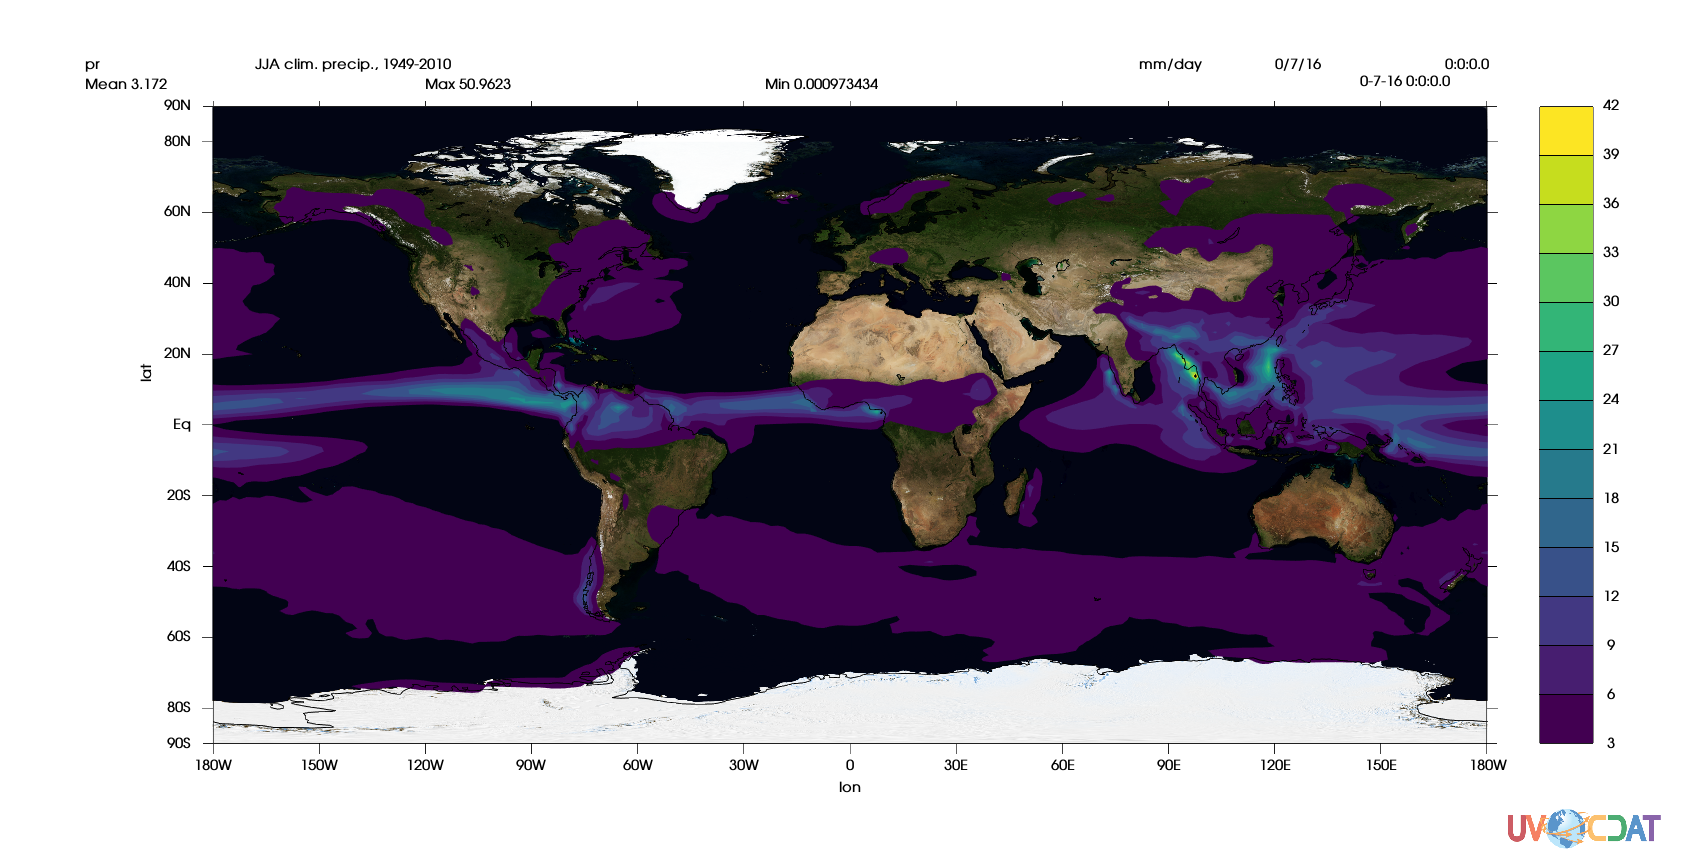 pr JJA clim. precip., 1949-2010 mm/day 0/7/16 0:0:0.0
Mean 3.172 Max 50.9623 Min 0.000973434 0-7-16 0:0:0.0
90N
80N
60N
40N
20N
Eq
20S
40S
60S
80S
90S
lat
180W 150W 120W 90W 60W 30W 0 30E 60E 90E 120E 150E 180W
lon
42
39
36
33
30
27
24
21
18
15
12
9
6
3
UV CDAT